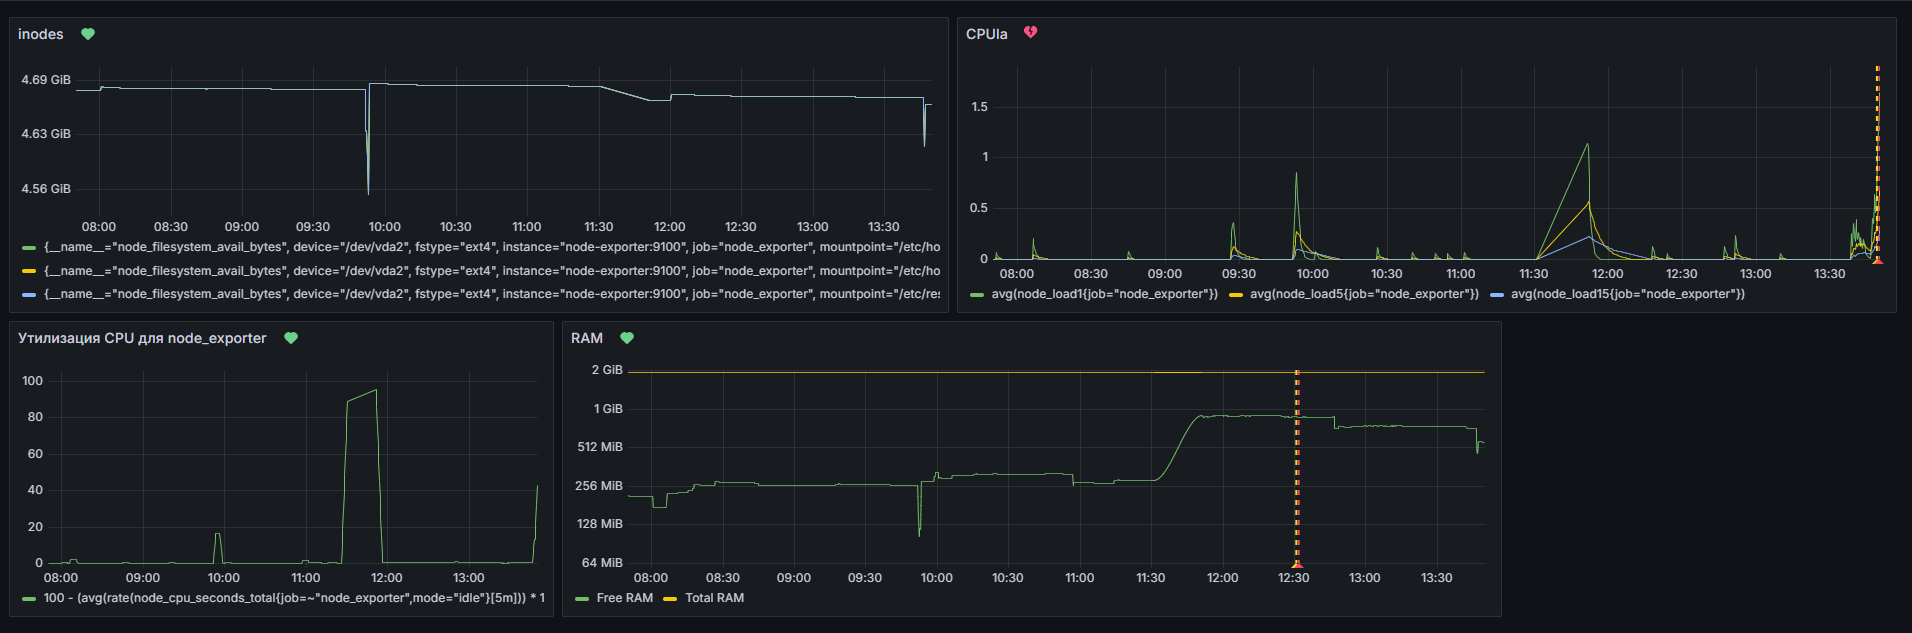 inodes
4.69 GiB
4.63 GiB
4.56 GiB
08:00 08:30 09:00 09:30 10:00 10:30 11:00 11:30 12:00 12:30 13:00 13:30
{__name__="node_filesystem_avail_bytes", device="/dev/vda2", fstype="ext4", instance="node-exporter:9100", job="node_exporter", mountpoint="/etc/ho
{__name__="node_filesystem_avail_bytes", device="/dev/vda2", fstype="ext4", instance="node-exporter:9100", job="node_exporter", mountpoint="/etc/ho
{__name__="node_filesystem_avail_bytes", device="/dev/vda2", fstype="ext4", instance="node-exporter:9100", job="node_exporter", mountpoint="/etc/res
CPUla
1.5
1
0.5
0
08:00 08:30 09:00 09:30 10:00 10:30 11:00 11:30 12:00 12:30 13:00 13:30
avg(node_load1{job="node_exporter"}) avg(node_load5{job="node_exporter"}) avg(node_load15{job="node_exporter"})
Утилизация CPU для node_exporter
100
80
60
40
20
0
08:00 09:00 10:00 11:00 12:00 13:00
100 - (avg(rate(node_cpu_seconds_total{job=~"node_exporter",mode="idle"}[5m])) * 1
RAM
2 GiB
1 GiB
512 MiB
256 MiB
128 MiB
64 MiB
08:00 08:30 09:00 09:30 10:00 10:30 11:00 11:30 12:00 12:30 13:00 13:30
Free RAM Total RAM